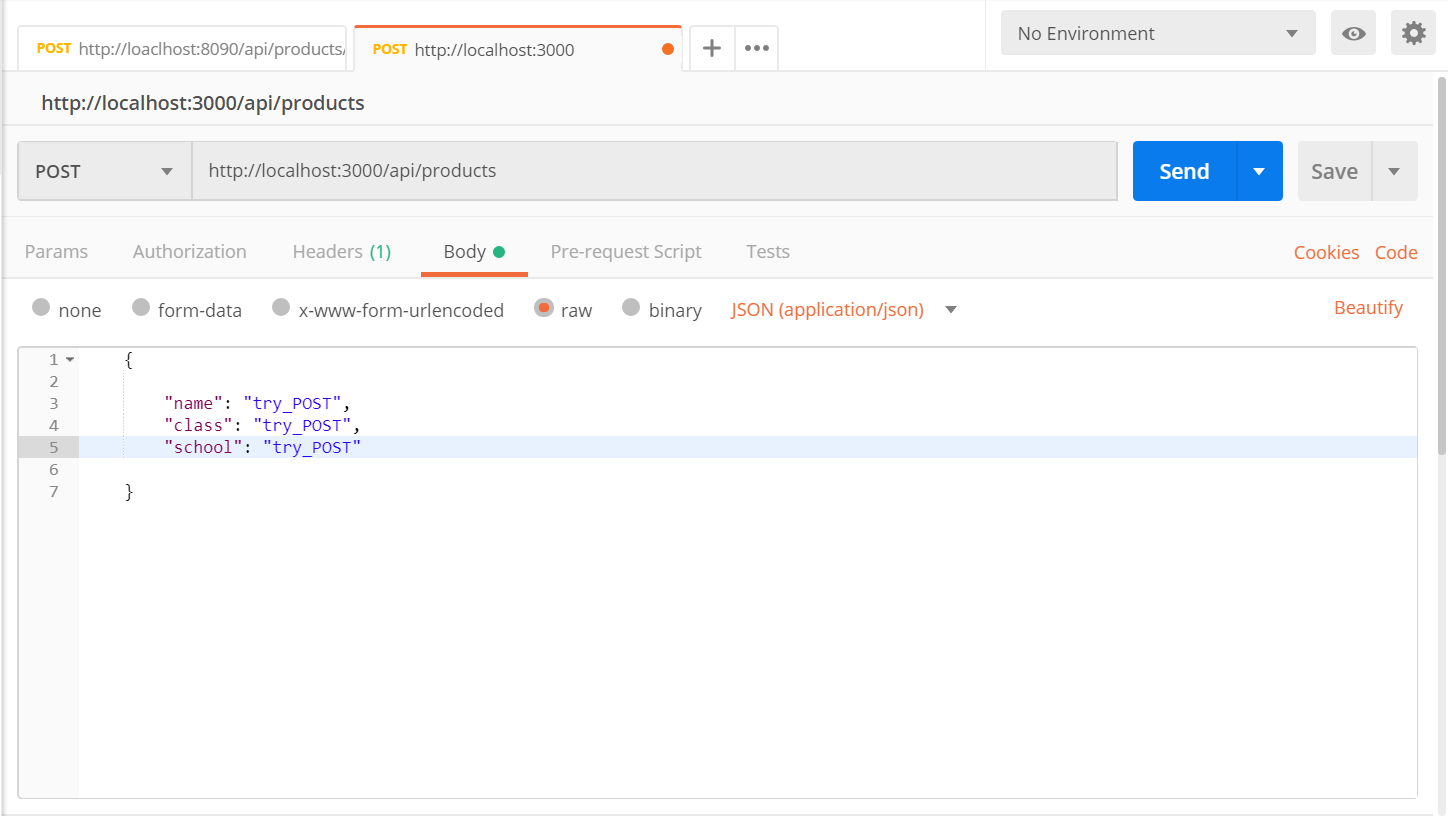 POST http://loaclhost:8090/api/products/
POST http://localhost:3000
No Environment
http://localhost:3000/api/products
POST http://localhost:3000/api/products Send Save
Params Authorization Headers (1) Body Pre-request Script Tests Cookies Code
none form-data x-www-form-urlencoded raw binary JSON (application/json) Beautify
1 {
2
3 "name": "try_POST",
4 "class": "try_POST",
5 "school": "try_POST"
6
7 }